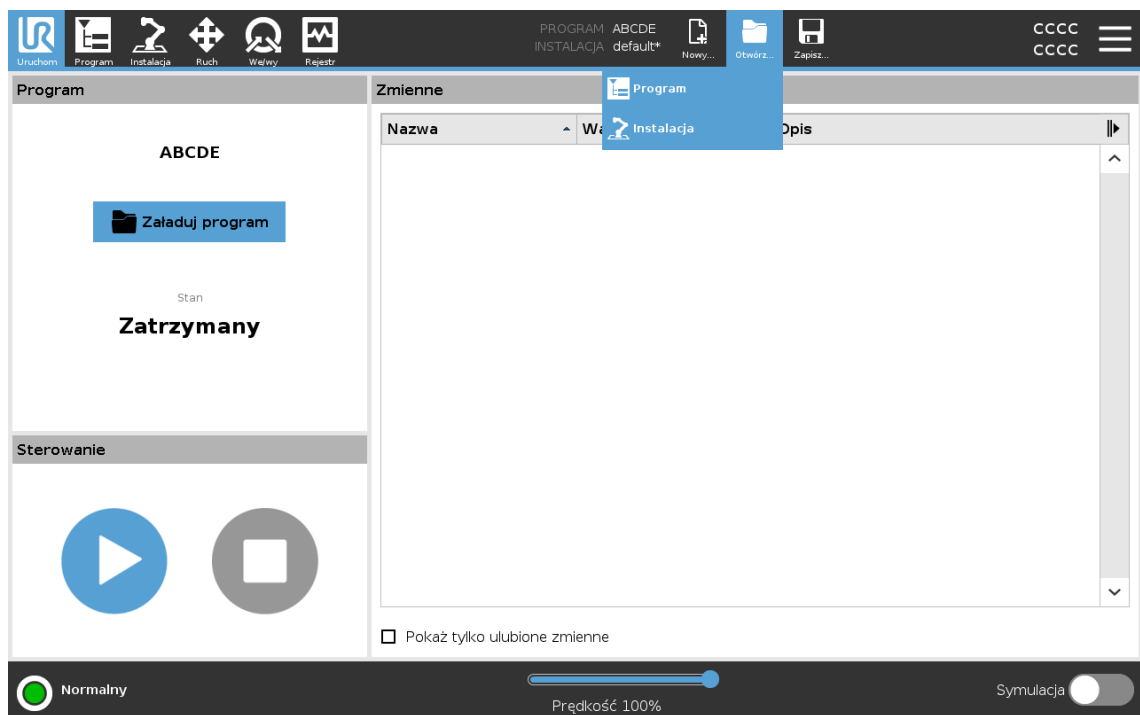 Uruchom
Program
Instalacja
Ruch
We/wy
Rejestr
PROGRAM ABCDE
INSTALACJA default*
Nowy...
Otwórz...
Zapisz...
CCCC
CCCC
Program
Instalacja
Program
ABCDE
Załaduj program
Stan
Zatrzymany
Sterowanie
Zmienne
Nazwa
Opis
Pokaż tylko ulubione zmienne
Normalny
Prędkość 100%
Symulacja